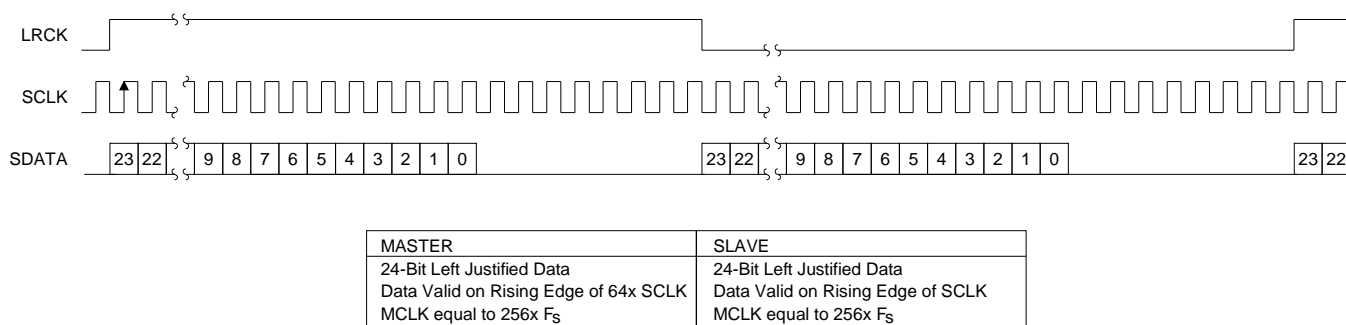 LRCK
SCLK
SDATA 23 22 9 8 7 6 5 4 3 2 1 0 23 22 9 8 7 6 5 4 3 2 1 0 23 22
MASTER SLAVE
24-Bit Left Justified Data 24-Bit Left Justified Data
Data Valid on Rising Edge of 64x SCLK Data Valid on Rising Edge of SCLK
MCLK equal to 256x FS MCLK equal to 256x FS